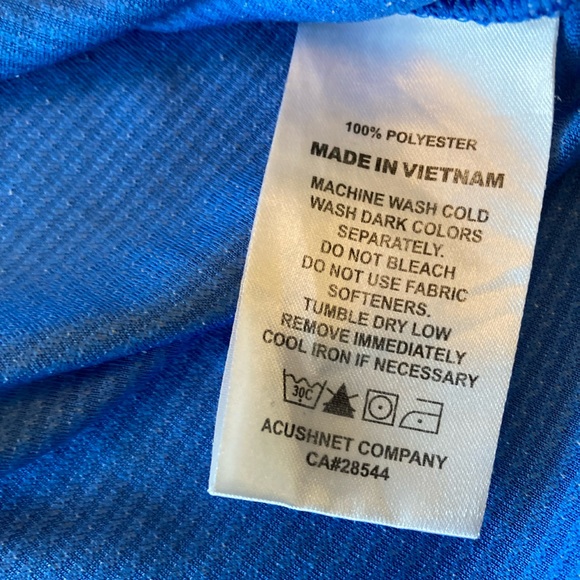 100% POLYESTER
MADE IN VIETNAM
MACHINE WASH COLD
WASH DARK COLORS
SEPARATELY.
DO NOT BLEACH
DO NOT USE FABRIC
SOFTENERS.
TUMBLE DRY LOW
REMOVE IMMEDIATELY
COOL IRON IF NECESSARY
30C
ACUSHNET COMPANY
CA#28544